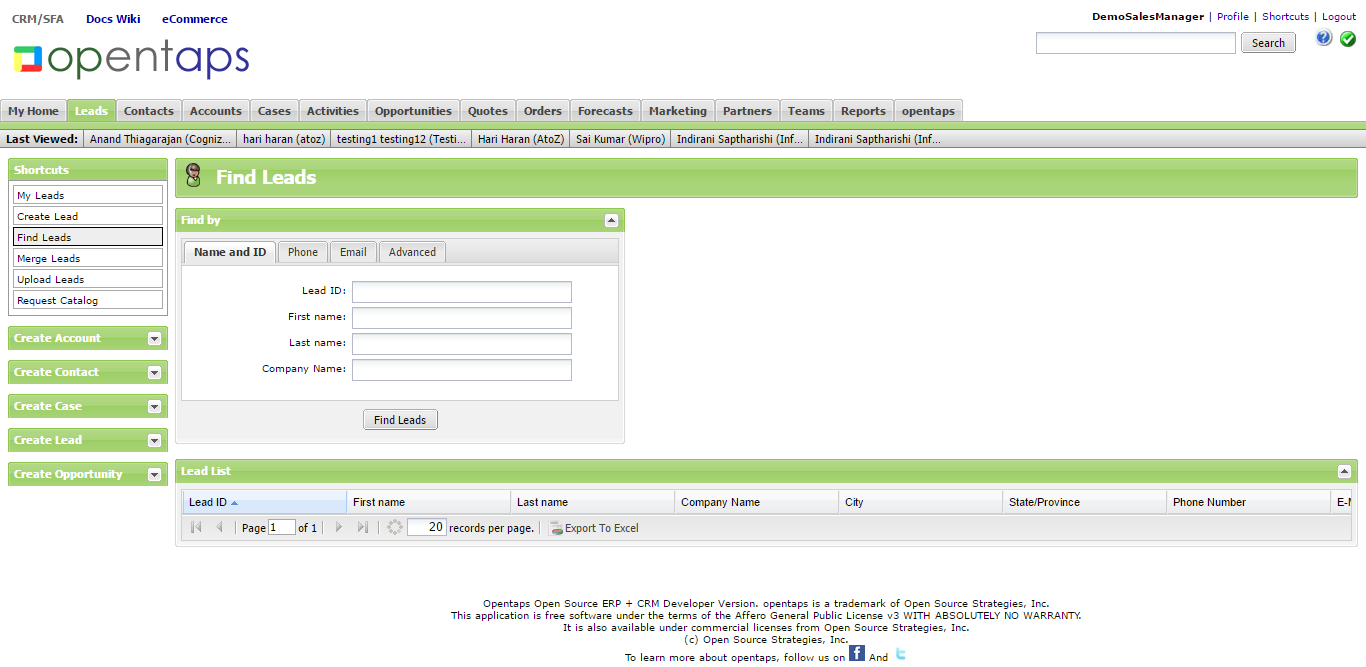 CRM/SFA Docs Wiki eCommerce
DemoSalesManager | Profile | Shortcuts | Logout
opentaps
Search
My Home Leads Contacts Accounts Cases Activities Opportunities Quotes Orders Forecasts Marketing Partners Teams Reports opentaps
Last Viewed: Anand Thiagarajan (Cogniz... hari haran (atoz) testing1 testing12 (Testi... Hari Haran (AtoZ) Sai Kumar (Wipro) Indirani Saptharishi (Inf... Indirani Saptharishi (Inf...
Shortcuts
My Leads
Create Lead
Find Leads
Merge Leads
Upload Leads
Request Catalog
Create Account
Create Contact
Create Case
Create Lead
Create Opportunity
Find Leads
Find by
Name and ID Phone Email Advanced
Lead ID:
First name:
Last name:
Company Name:
Find Leads
Lead List
Lead ID First name Last name Company Name City State/Province Phone Number E-M
Page 1 of 1 20 records per page. Export To Excel
Opentaps Open Source ERP + CRM Developer Version. opentaps is a trademark of Open Source Strategies, Inc.
This application is free software under the terms of the Affero General Public License v3 WITH ABSOLUTELY NO WARRANTY.
It is also available under commercial licenses from Open Source Strategies, Inc.
(c) Open Source Strategies, Inc.
To learn more about opentaps, follow us on f And t